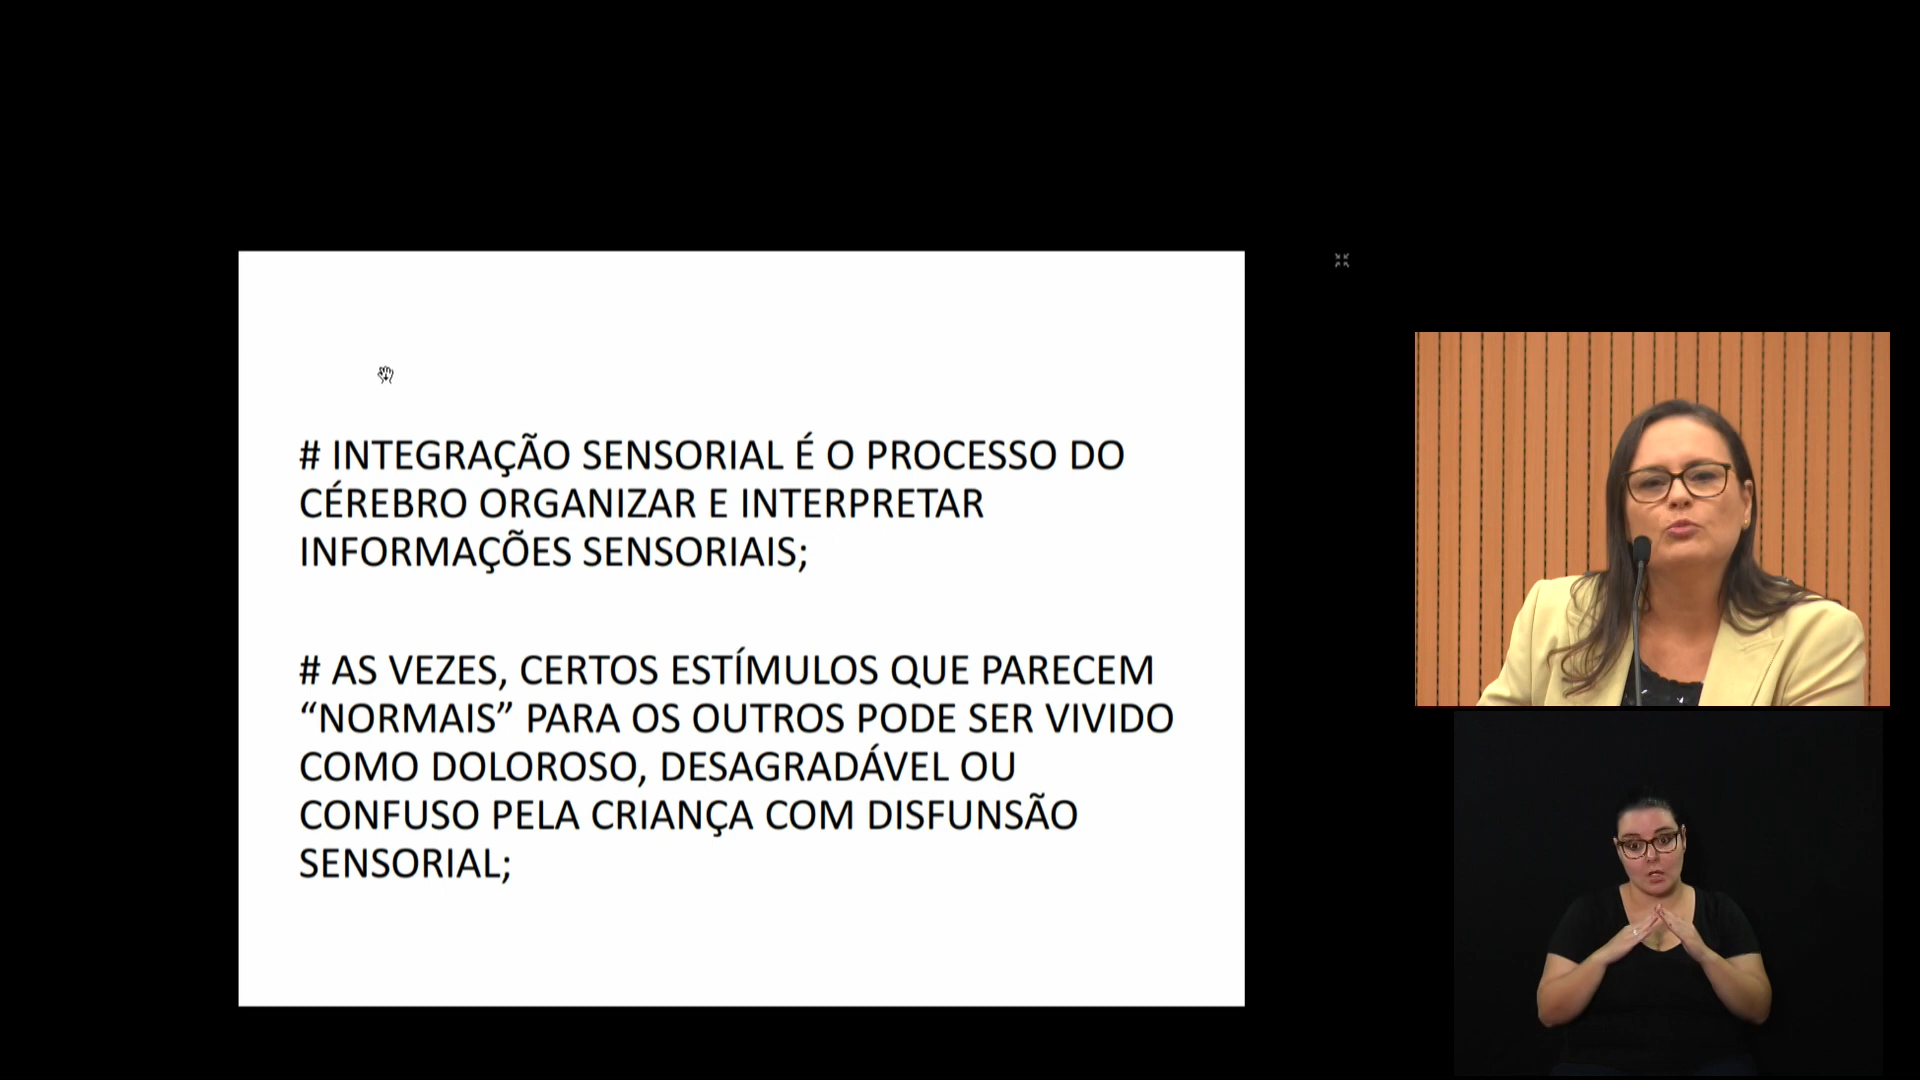 # INTEGRAÇÃO SENSORIAL É O PROCESSO DO
CÉREBRO ORGANIZAR E INTERPRETAR
INFORMAÇÕES SENSORIAIS;
# AS VEZES, CERTOS ESTÍMULOS QUE PARECEM
“NORMAIS” PARA OS OUTROS PODE SER VIVIDO
COMO DOLOROSO, DESAGRADÁVEL OU
CONFUSO PELA CRIANÇA COM DISFUNSÃO
SENSORIAL;